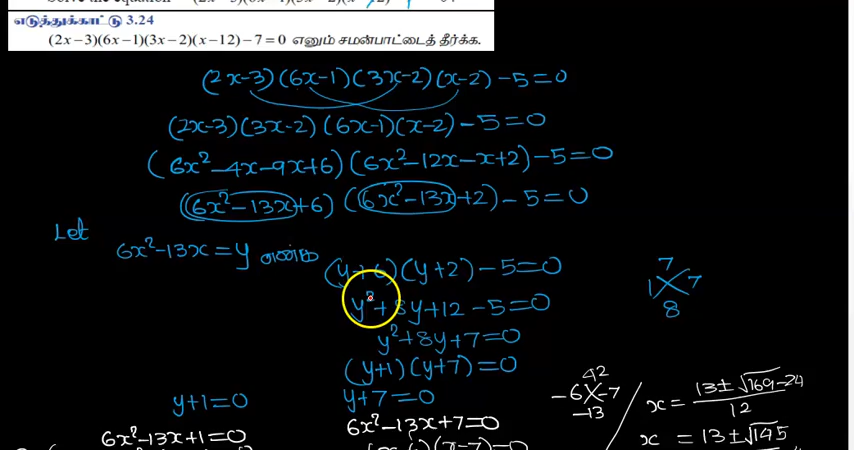 எடுத்துக்காட்டு 3.24
(2x−3)(6x−1)(3x−2)(x−12)−7=0 எனும் சமன்பாட்டைத் தீர்க்க.
(2x-3)(6x-1)(3x-2)(x-2)-5=0
(2x-3)(3x-2)(6x-1)(x-2)-5=0
(6x²-4x-9x+6)(6x²-12x-x+2)-5=0
(6x²-13x+6)(6x²-13x+2)-5=0
Let
6x²-13x=y என்க
(y+6)(y+2)-5=0
y²+8y+12-5=0
y²+8y+7=0
(y+1)(y+7)=0
y+1=0 y+7=0
6x²-13x+1=0 6x²-13x+7=0
7
1 7
8
42
-6 -7
-13
x = 13±√169-24 / 12
x = 13±√145